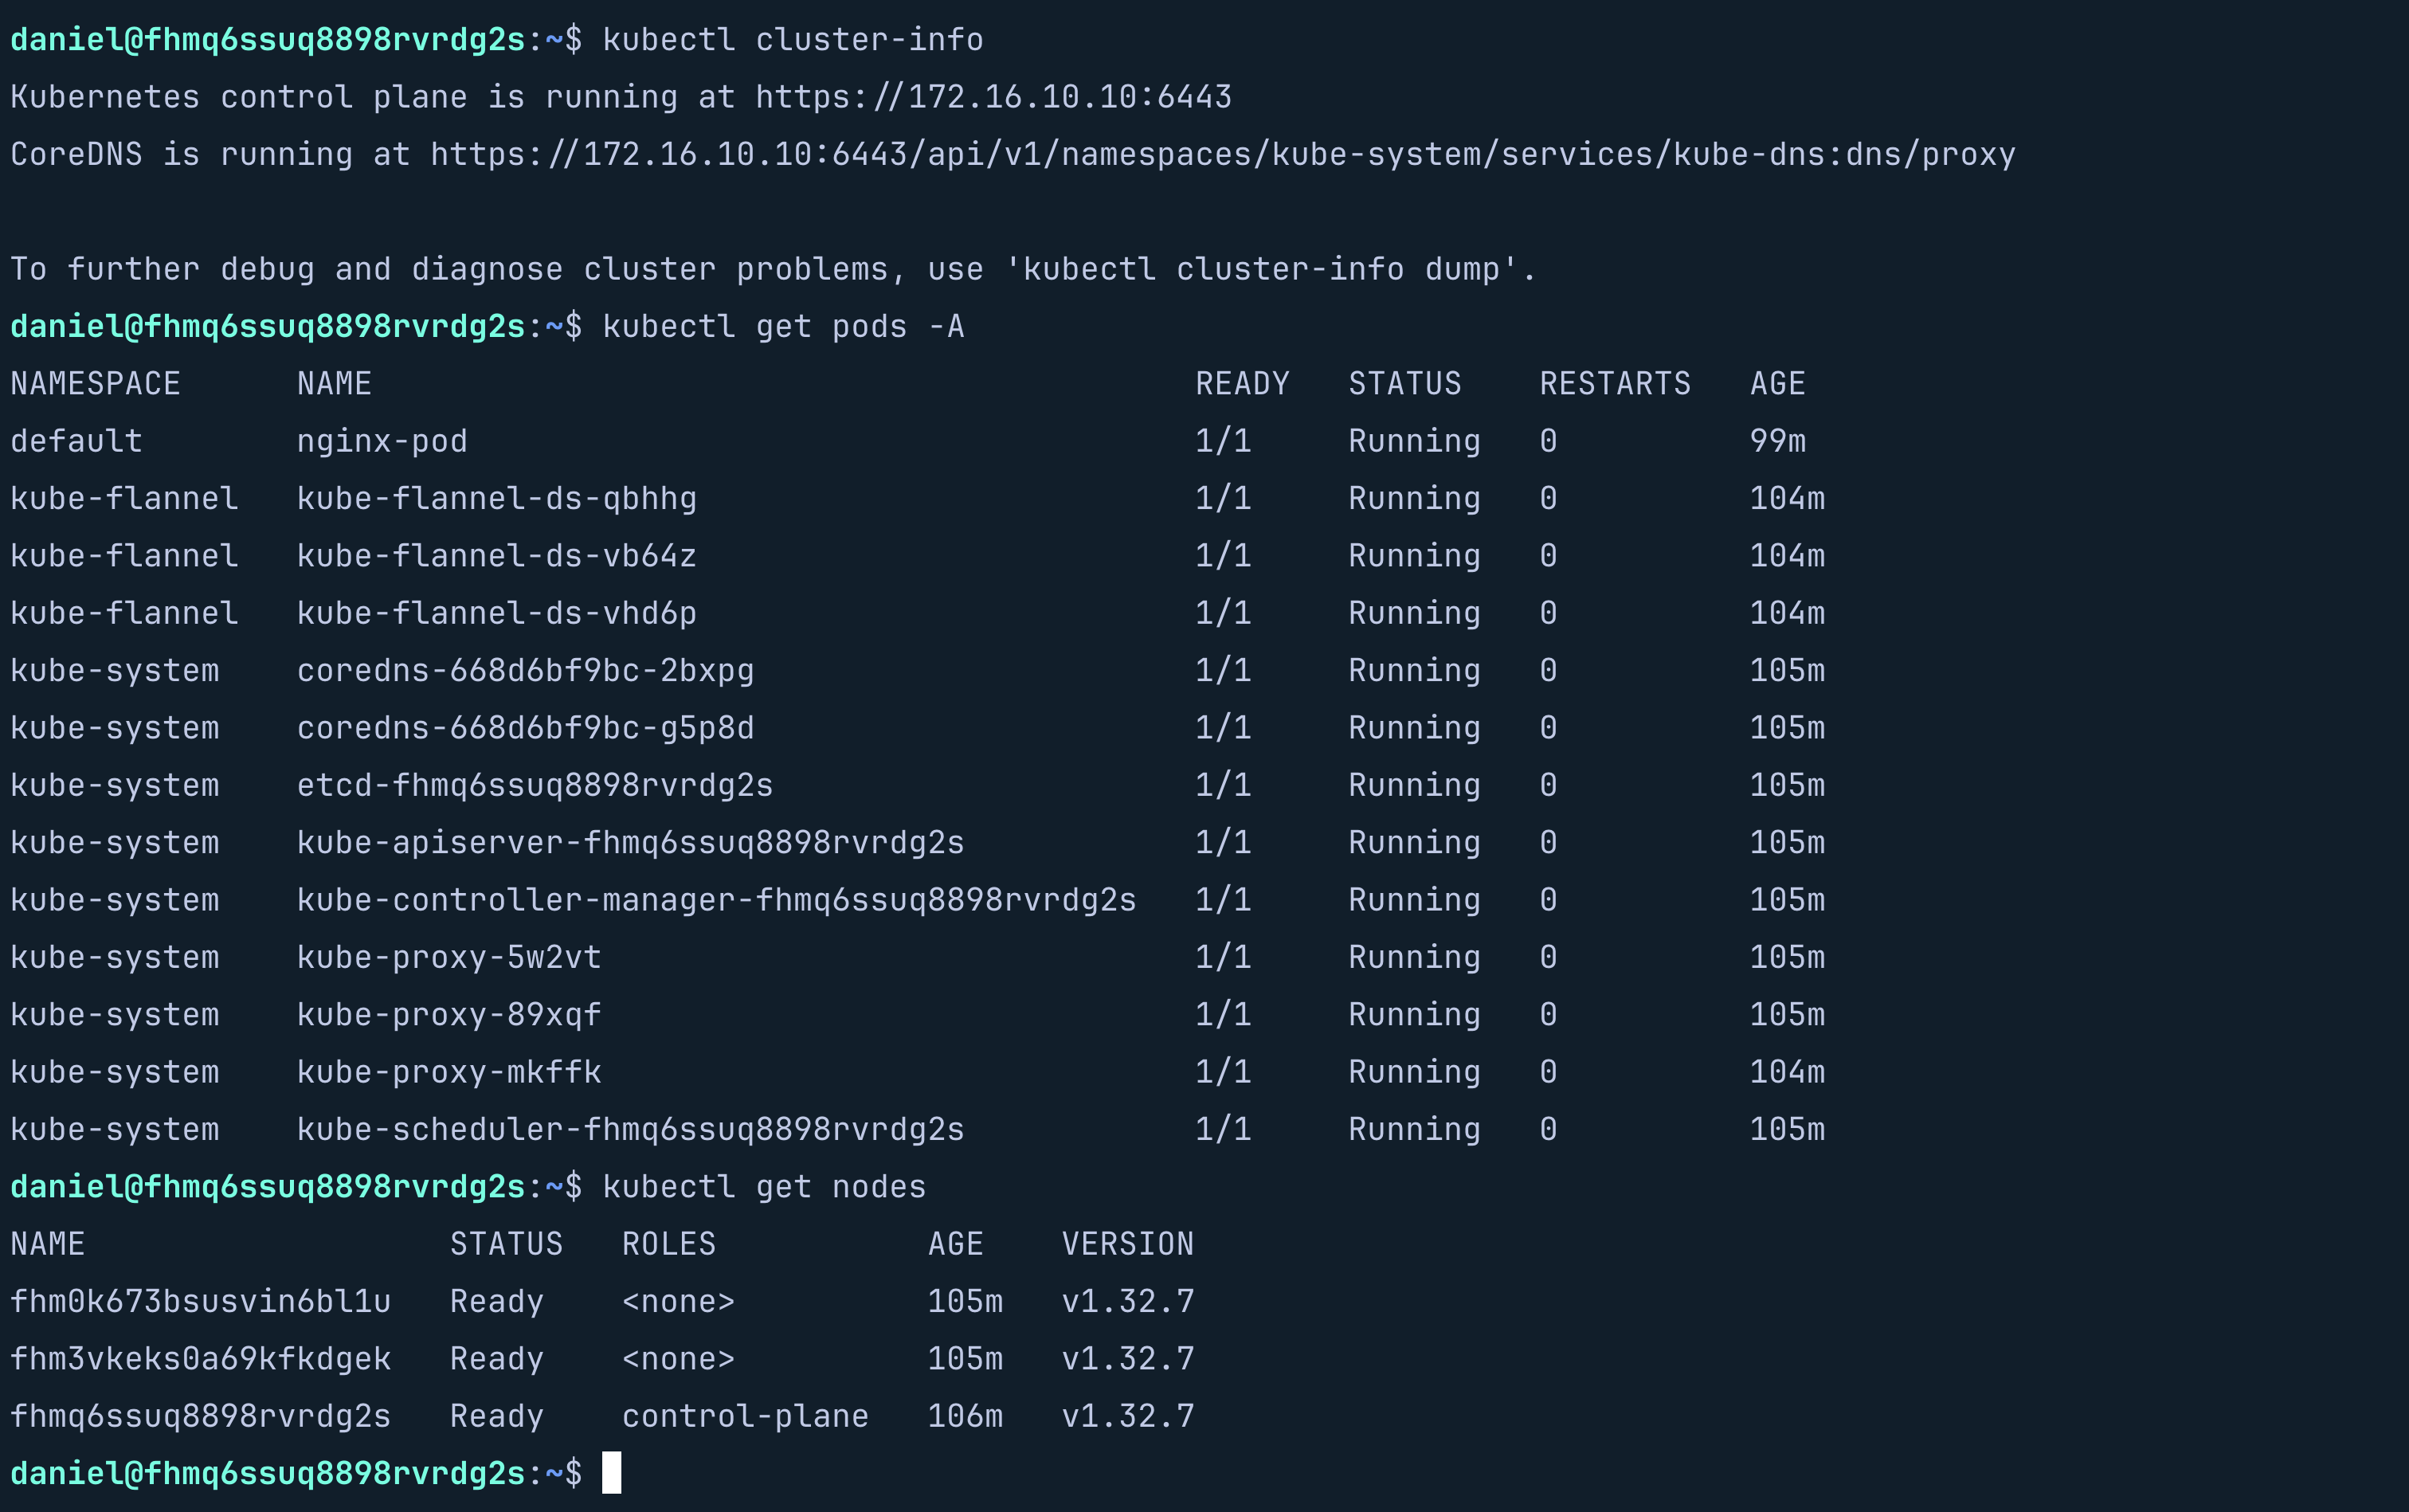 daniel@fhmq6ssuq8898rvrdg2s:~$ kubectl cluster-info
Kubernetes control plane is running at https://172.16.10.10:6443
CoreDNS is running at https://172.16.10.10:6443/api/v1/namespaces/kube-system/services/kube-dns:dns/proxy

To further debug and diagnose cluster problems, use 'kubectl cluster-info dump'.
daniel@fhmq6ssuq8898rvrdg2s:~$ kubectl get pods -A
NAMESPACE      NAME                                           READY   STATUS    RESTARTS   AGE
default        nginx-pod                                      1/1     Running   0          99m
kube-flannel   kube-flannel-ds-qbhhg                          1/1     Running   0          104m
kube-flannel   kube-flannel-ds-vb64z                          1/1     Running   0          104m
kube-flannel   kube-flannel-ds-vhd6p                          1/1     Running   0          104m
kube-system    coredns-668d6bf9bc-2bxpg                       1/1     Running   0          105m
kube-system    coredns-668d6bf9bc-g5p8d                       1/1     Running   0          105m
kube-system    etcd-fhmq6ssuq8898rvrdg2s                      1/1     Running   0          105m
kube-system    kube-apiserver-fhmq6ssuq8898rvrdg2s            1/1     Running   0          105m
kube-system    kube-controller-manager-fhmq6ssuq8898rvrdg2s   1/1     Running   0          105m
kube-system    kube-proxy-5w2vt                               1/1     Running   0          105m
kube-system    kube-proxy-89xqf                               1/1     Running   0          105m
kube-system    kube-proxy-mkffk                               1/1     Running   0          104m
kube-system    kube-scheduler-fhmq6ssuq8898rvrdg2s            1/1     Running   0          105m
daniel@fhmq6ssuq8898rvrdg2s:~$ kubectl get nodes
NAME                   STATUS   ROLES           AGE    VERSION
fhm0k673bsusvin6bl1u   Ready    <none>          105m   v1.32.7
fhm3vkeks0a69kfkdgek   Ready    <none>          105m   v1.32.7
fhmq6ssuq8898rvrdg2s   Ready    control-plane   106m   v1.32.7
daniel@fhmq6ssuq8898rvrdg2s:~$